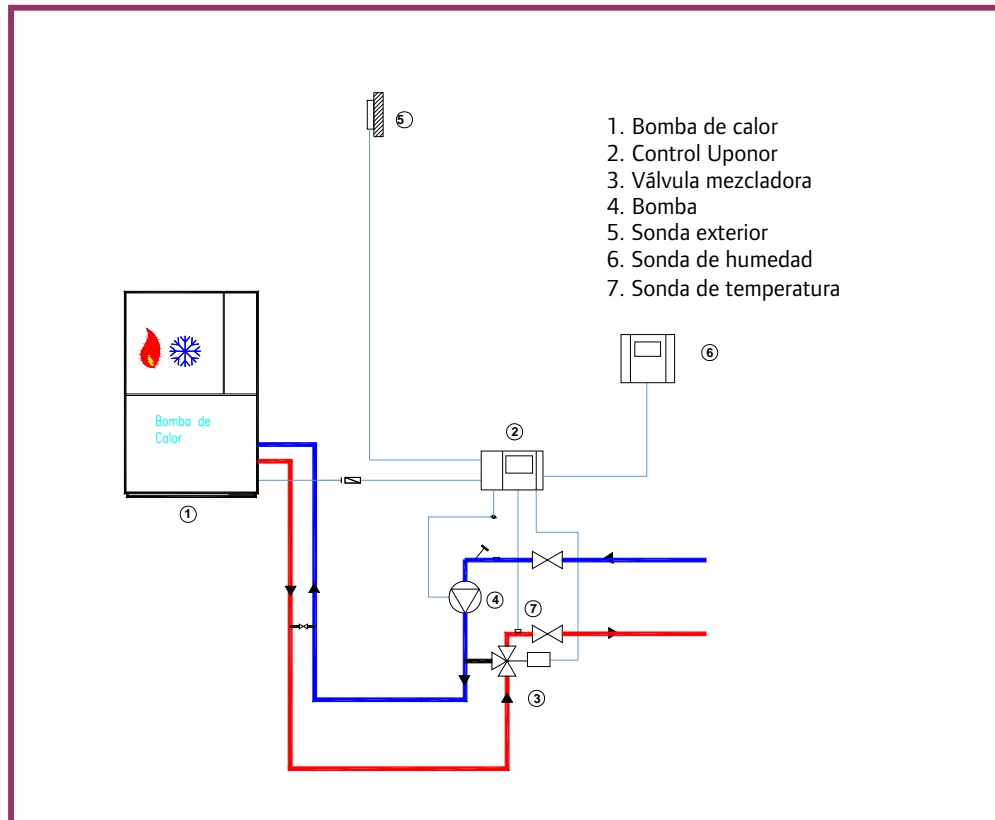 5
1. Bomba de calor
2. Control Uponor
3. Válvula mezcladora
4. Bomba
5. Sonda exterior
6. Sonda de humedad
7. Sonda de temperatura
6
Bomba de
Calor
2
1
4
7
3